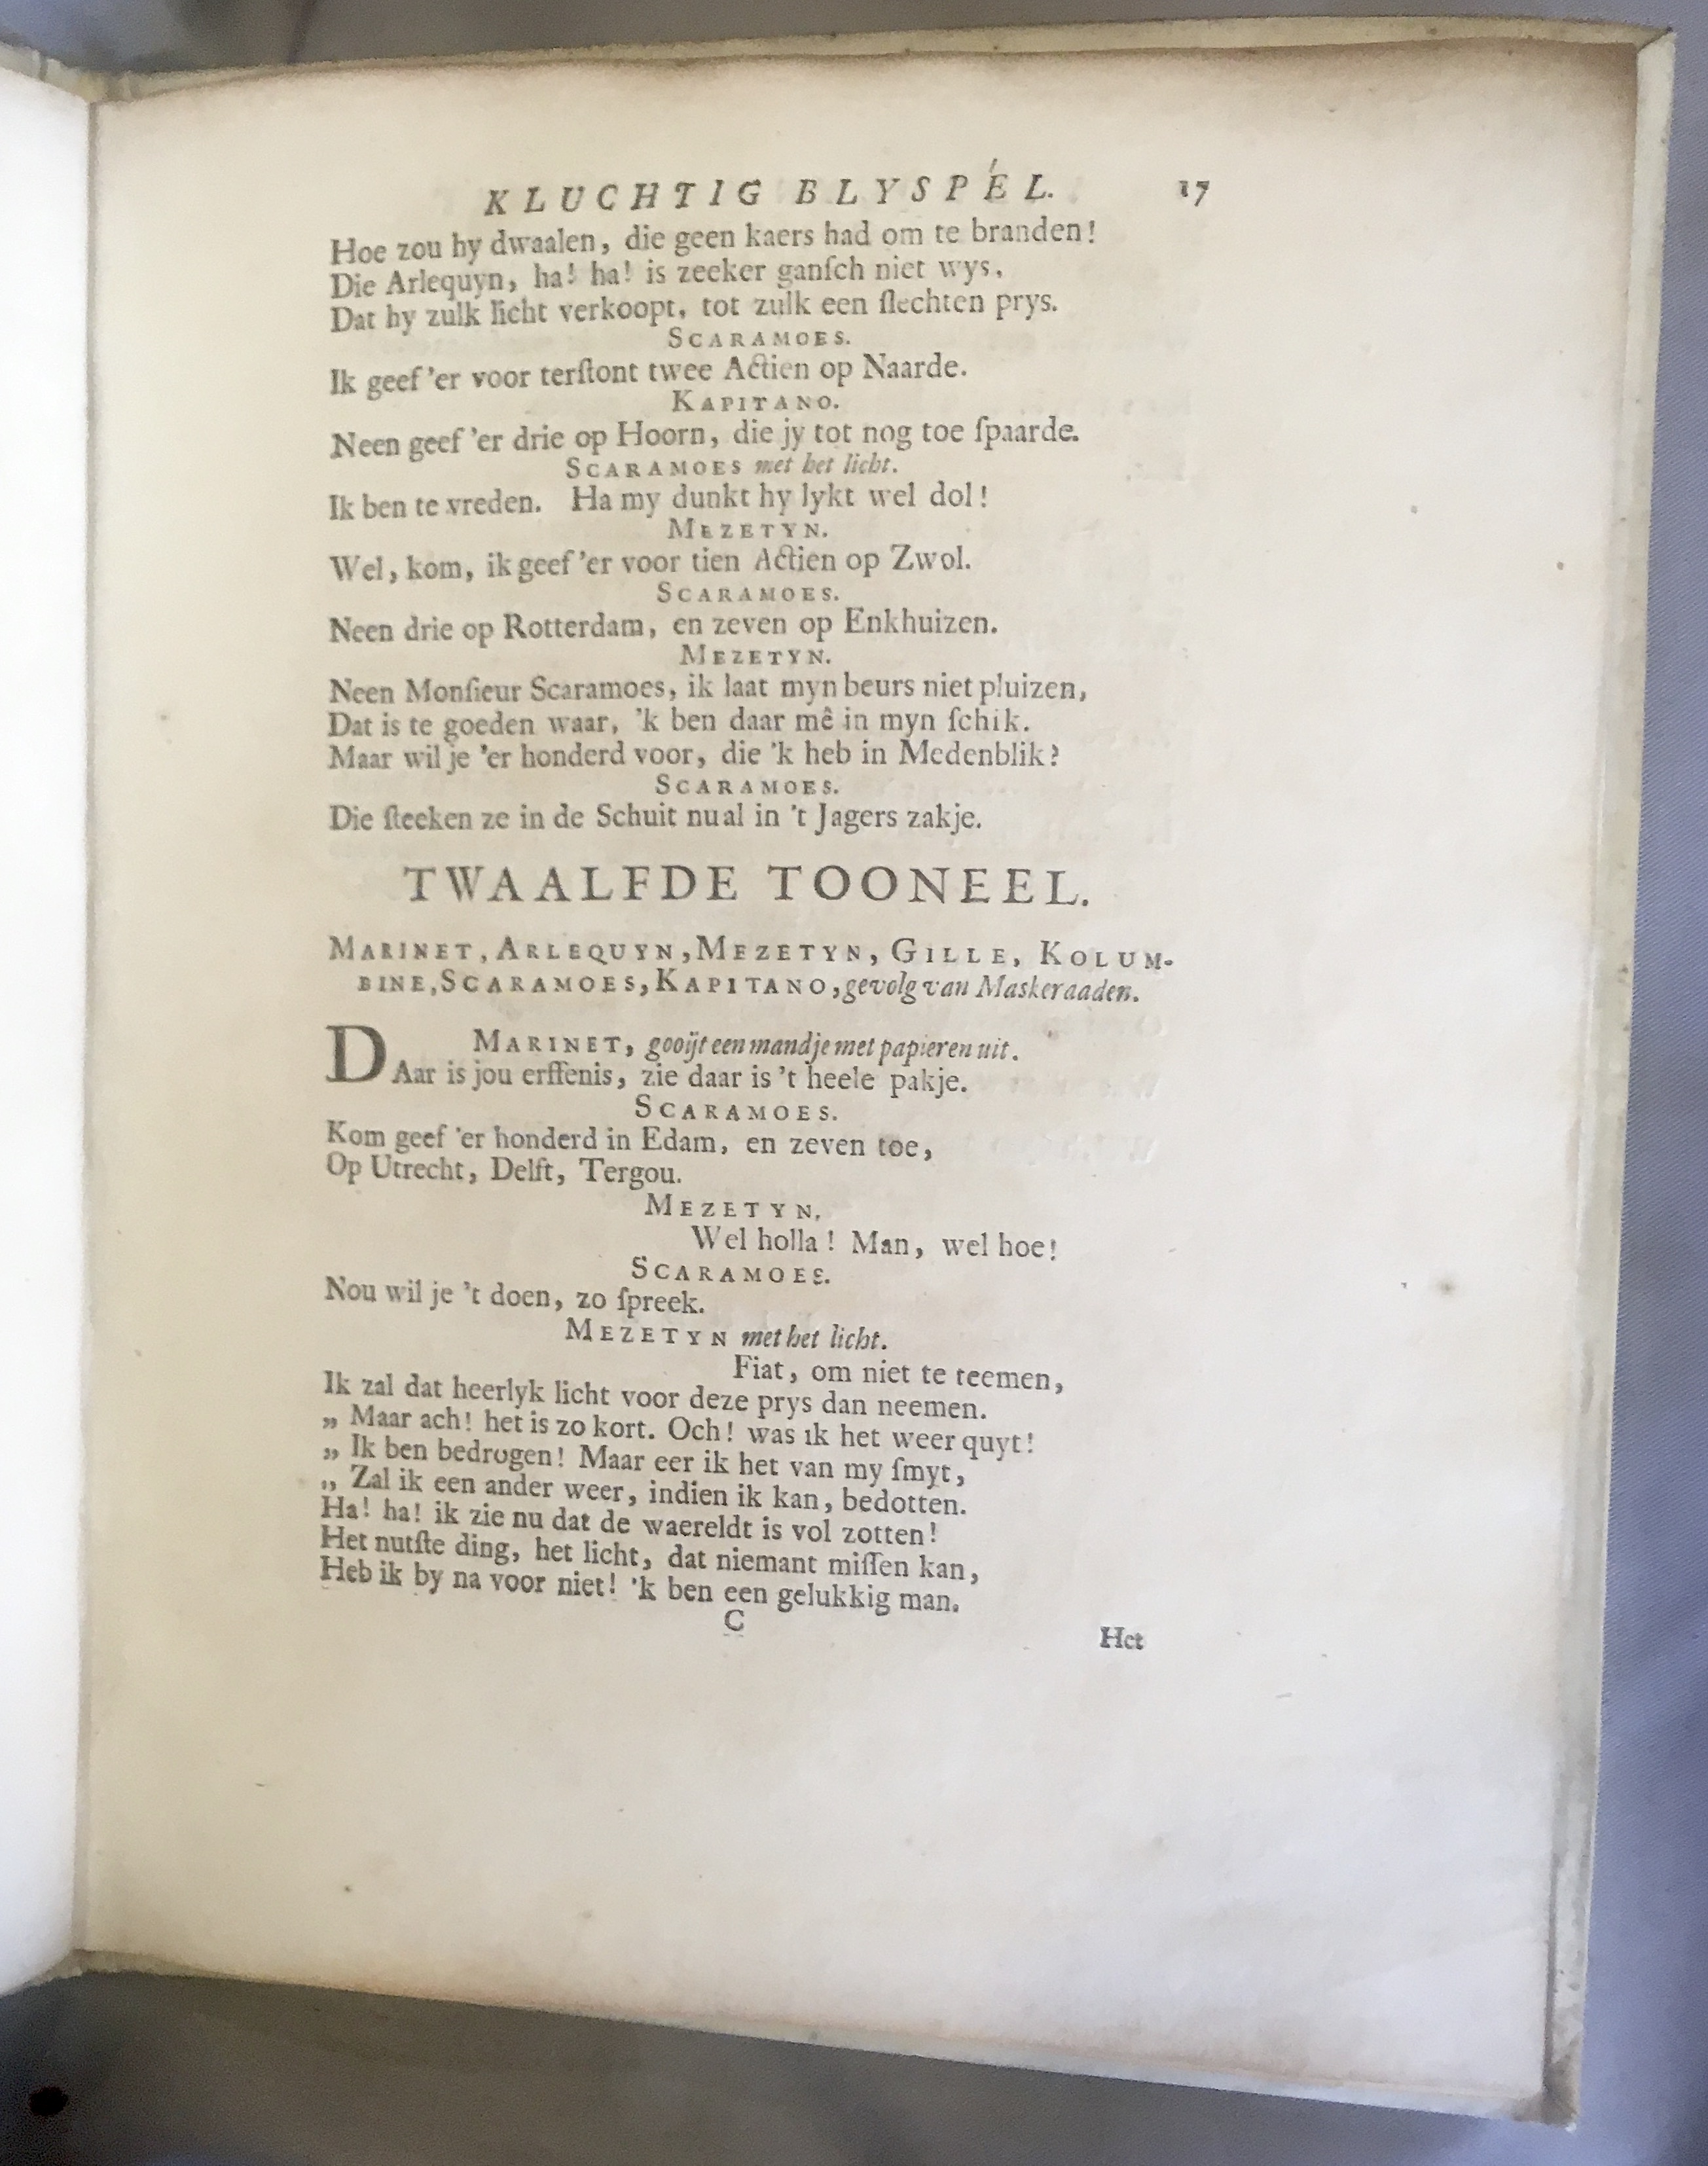 KLUCHTIG BLYSPÉL. 17
Hoe zou hy dwaalen, die geen kaers had om te branden!
Die Arlequyn, ha! ha! is zeeker ganſch niet wys,
Dat hy zulk licht verkoopt, tot zulk een ſlechten prys.
SCARAMOES.
Ik geef 'er voor terſtont twee Actien op Naarde.
KAPITANO.
Neen geef 'er drie op Hoorn, die jy tot nog toe ſpaarde.
SCARAMOES met het licht.
Ik ben te vreden. Ha my dunkt hy lykt wel dol!
MEZETYN.
Wel, kom, ik geef 'er voor tien Actien op Zwol.
SCARAMOES.
Neen drie op Rotterdam, en zeven op Enkhuizen.
MEZETYN.
Neen Monſieur Scaramoes, ik laat myn beurs niet pluizen,
Dat is te goeden waar, 'k ben daar mê in myn ſchik.
Maar wil je 'er honderd voor, die 'k heb in Medenblik?
SCARAMOES.
Die ſteeken ze in de Schuit nu al in 't Jagers zakje.
TWAALFDE TOONEEL.
MARINET, ARLEQUYN, MEZETYN, GILLE, KOLUM-
BINE, SCARAMOES, KAPITANO, gevolg van Maskeraaden.
MARINET, gooijt een mandje met papieren uit.
DAar is jou erffenis, zie daar is 't heele pakje.
SCARAMOES.
Kom geef 'er honderd in Edam, en zeven toe,
Op Utrecht, Delft, Tergou.
MEZETYN.
Wel holla! Man, wel hoe!
SCARAMOES.
Nou wil je 't doen, zo ſpreek.
MEZETYN met het licht.
Fiat, om niet te teemen,
Ik zal dat heerlyk licht voor deze prys dan neemen.
„ Maar ach! het is zo kort. Och! was ik het weer quyt!
„ Ik ben bedrogen! Maar eer ik het van my ſmyt,
„ Zal ik een ander weer, indien ik kan, bedotten.
Ha! ha! ik zie nu dat de waereldt is vol zotten!
Het nutſte ding, het licht, dat niemant miſſen kan,
Heb ik by na voor niet! 'k ben een gelukkig man.
C
Het